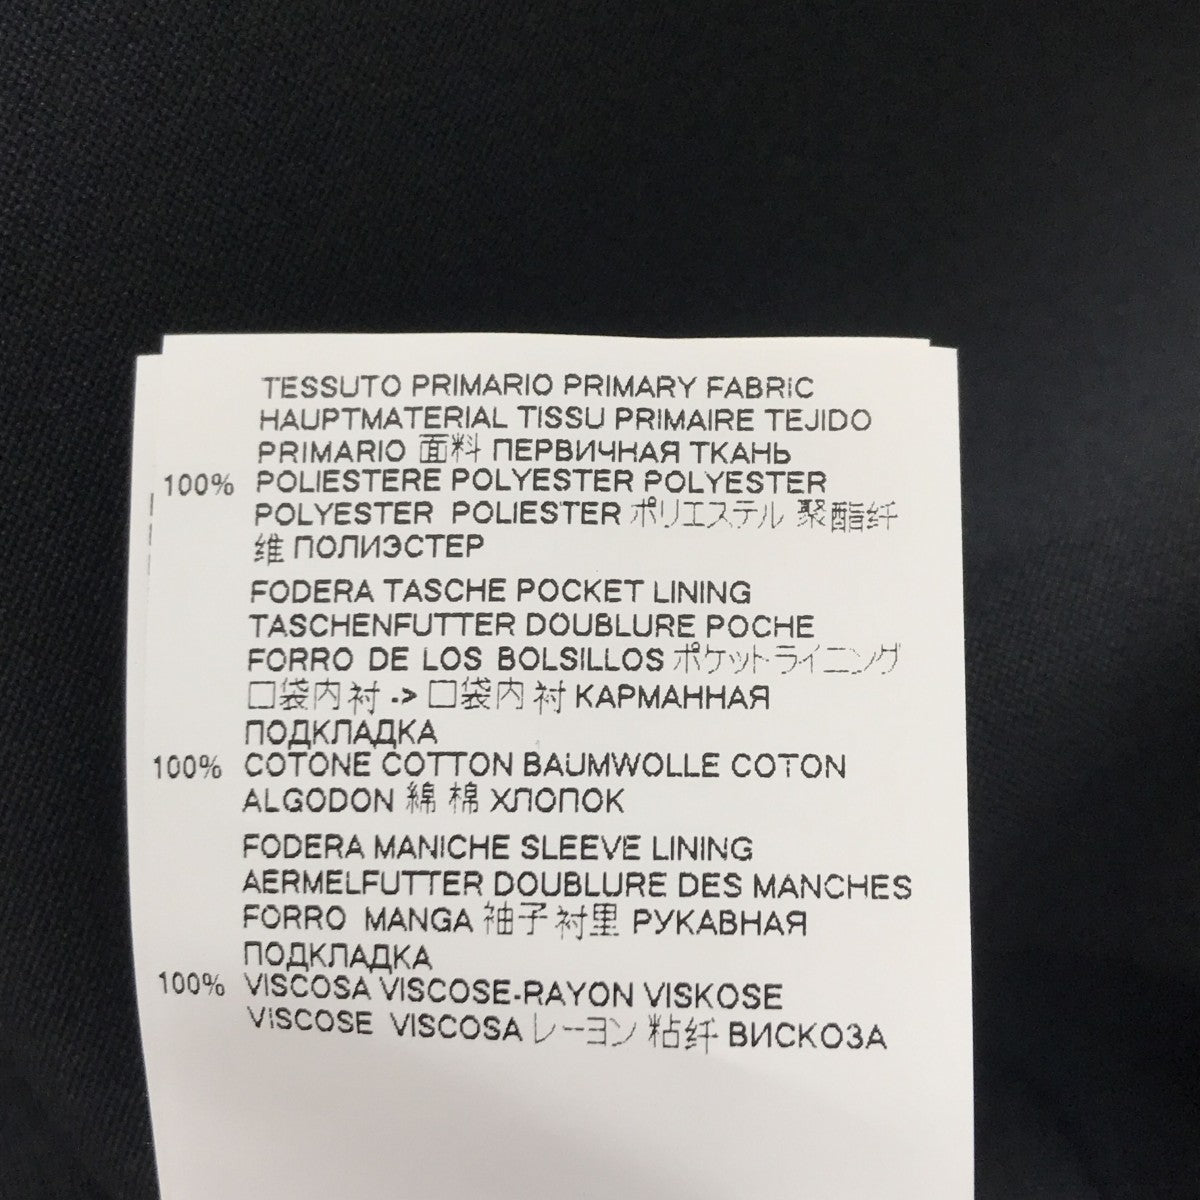 TESSUTO PRIMARIO PRIMARY FABRIC
HAUPTMATERIAL TISSU PRIMAIRE TEJIDO
PRIMARIO 面料 ПЕРВИЧНАЯ ТКАНЬ
100% POLIESTERE POLYESTER POLYESTER
POLYESTER POLIESTER ポリエステル 聚酯纤
维 ПОЛИЭСТЕР
FODERA TASCHE POCKET LINING
TASCHENFUTTER DOUBLURE POCHE
FORRO DE LOS BOLSILLOS ポケットライニング
口袋内衬 -> 口袋内衬 КАРМАННАЯ
ПОДКЛАДКА
100% COTONE COTTON BAUMWOLLE COTON
ALGODON 綿 棉 ХЛОПОК
FODERA MANICHE SLEEVE LINING
AERMELFUTTER DOUBLURE DES MANCHES
FORRO MANGA 袖子衬里 РУКАВНАЯ
ПОДКЛАДКА
100% VISCOSA VISCOSE-RAYON VISKOSE
VISCOSE VISCOSA レーヨン 粘纤 ВИСКОЗА